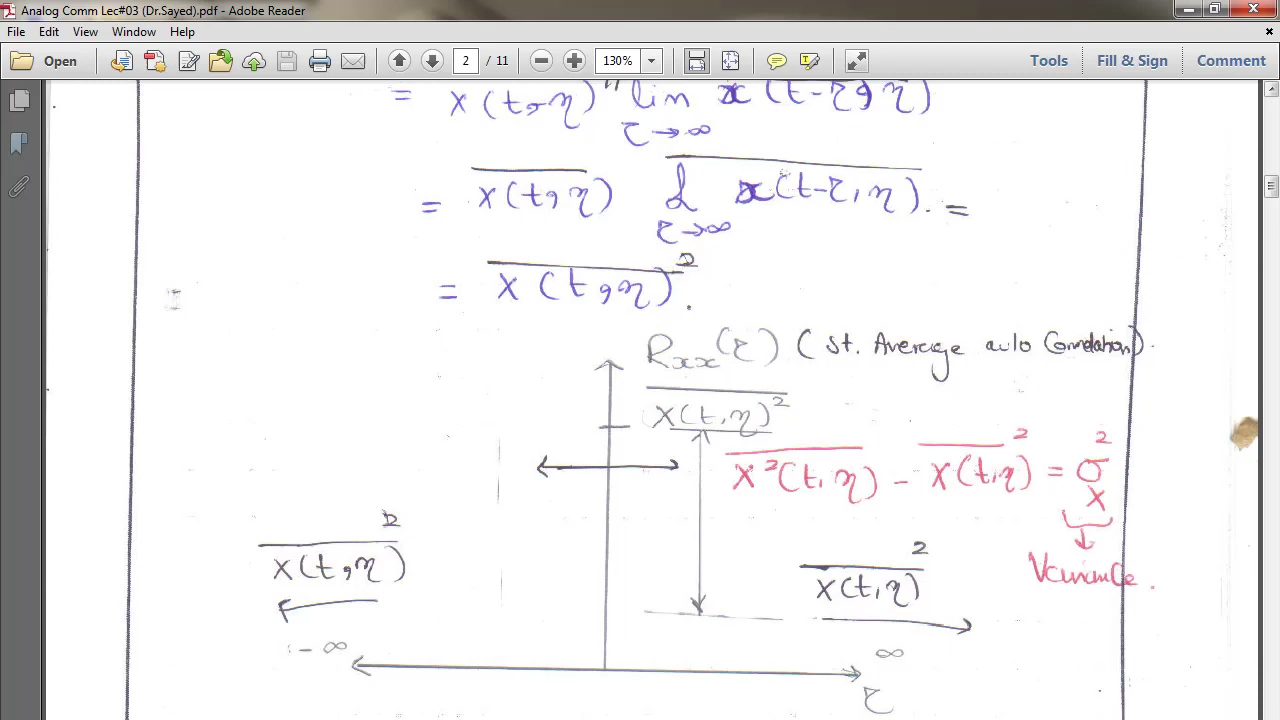 Analog Comm Lec#03 (Dr.Sayed).pdf - Adobe Reader
File Edit View Window Help
Open 2 / 11 130% Tools Fill & Sign Comment
= x(t,η) lim x(t-τ,η)
τ→∞
= x(t,η) x(t-τ,η). =
τ→∞
= x(t,η)².
Rxx(τ) (st. Average auto Correlation).
x(t,η)²
x²(t,η) - x(t,η)² = σx²
x(t,η)²
x(t,η)²
Variance.
-∞
∞
τ